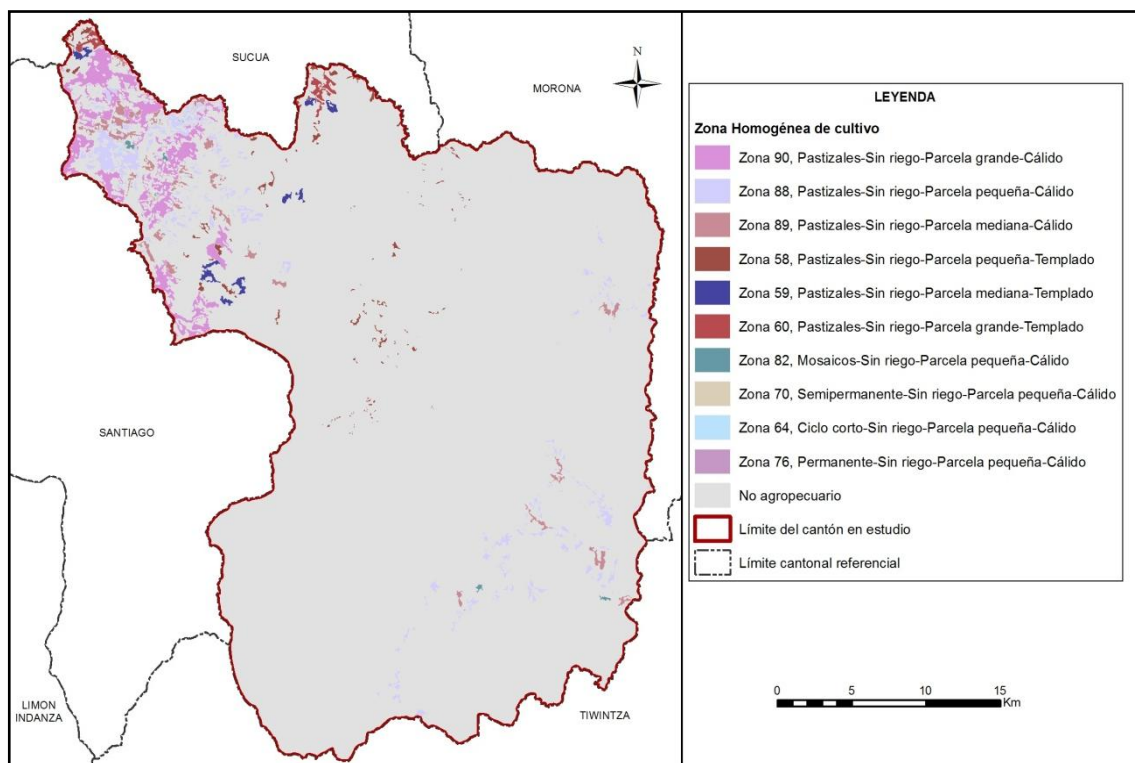 SUCUA
MORONA
N
SANTIAGO
LIMON
INDANZA
TIWINTZA
LEYENDA
Zona Homogénea de cultivo
Zona 90, Pastizales-Sin riego-Parcela grande-Cálido
Zona 88, Pastizales-Sin riego-Parcela pequeña-Cálido
Zona 89, Pastizales-Sin riego-Parcela mediana-Cálido
Zona 58, Pastizales-Sin riego-Parcela pequeña-Templado
Zona 59, Pastizales-Sin riego-Parcela mediana-Templado
Zona 60, Pastizales-Sin riego-Parcela grande-Templado
Zona 82, Mosaicos-Sin riego-Parcela pequeña-Cálido
Zona 70, Semipermanente-Sin riego-Parcela pequeña-Cálido
Zona 64, Ciclo corto-Sin riego-Parcela pequeña-Cálido
Zona 76, Permanente-Sin riego-Parcela pequeña-Cálido
No agropecuario
Límite del cantón en estudio
Límite cantonal referencial
0 5 10 15
Km